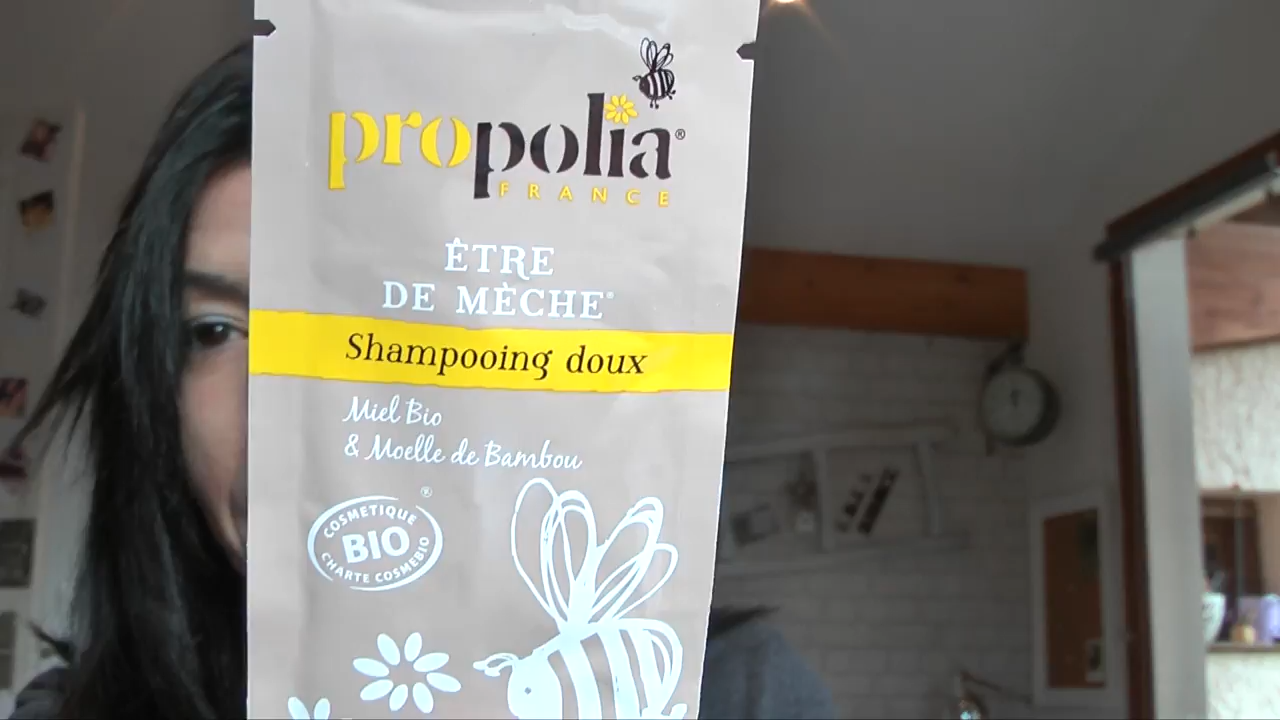 propolia®
FRANCE
ÊTRE
DE MÈCHE®
Shampooing doux
Miel Bio
& Moelle de Bambou
®
COSMETIQUE
BIO
CHARTE COSMEBIO